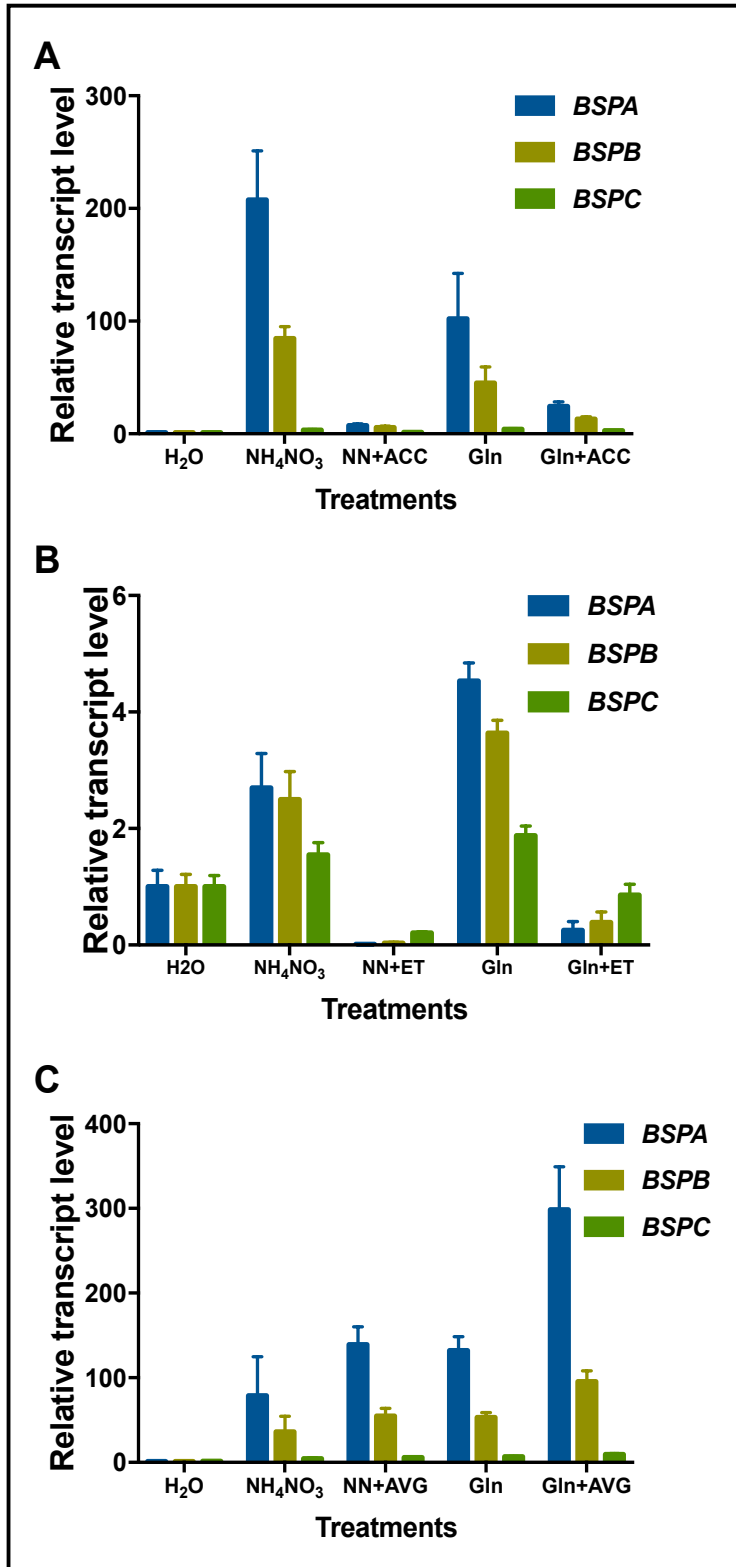 A
Relative transcript level
300
200
100
0
BSPA
BSPB
BSPC
H₂O NH₄NO₃ NN+ACC Gln Gln+ACC
Treatments
B
Relative transcript level
6
4
2
0
BSPA
BSPB
BSPC
H2O NH₄NO₃ NN+ET Gln Gln+ET
Treatments
C
Relative transcript level
400
300
200
100
0
BSPA
BSPB
BSPC
H₂O NH₄NO₃ NN+AVG Gln Gln+AVG
Treatments